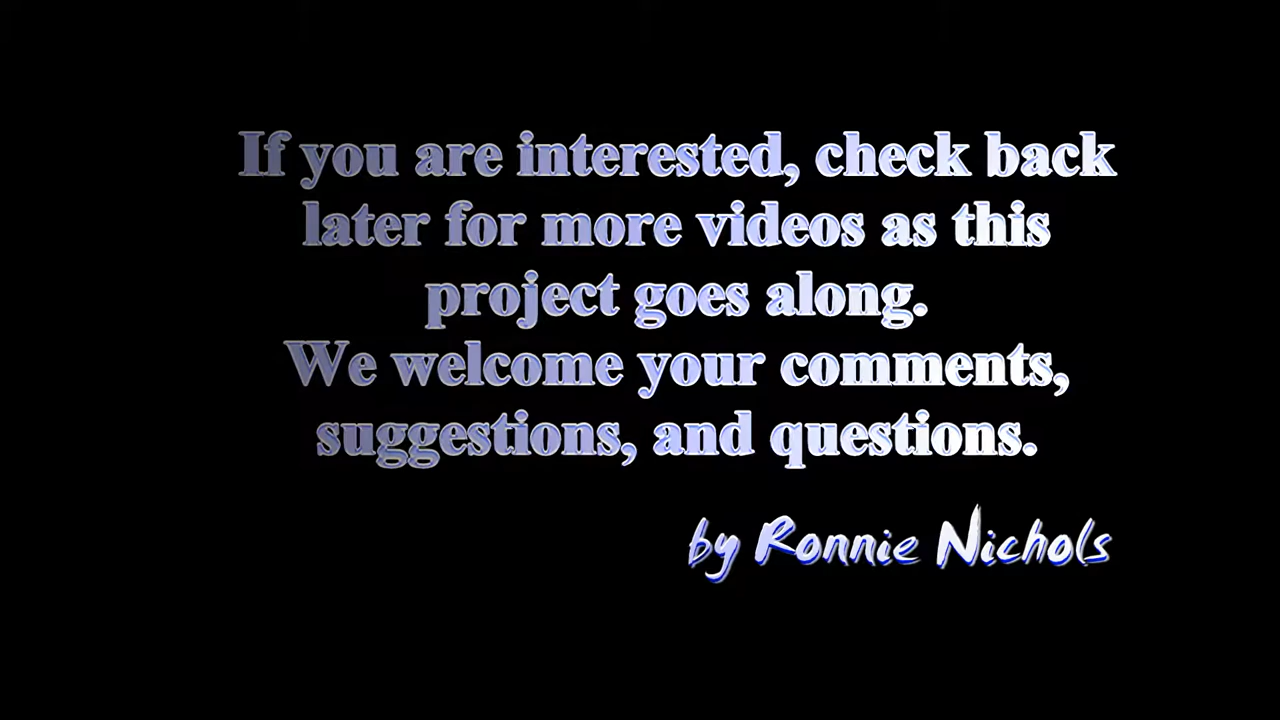 If you are interested, check back
later for more videos as this
project goes along.
We welcome your comments,
suggestions, and questions.
by Ronnie Nichols